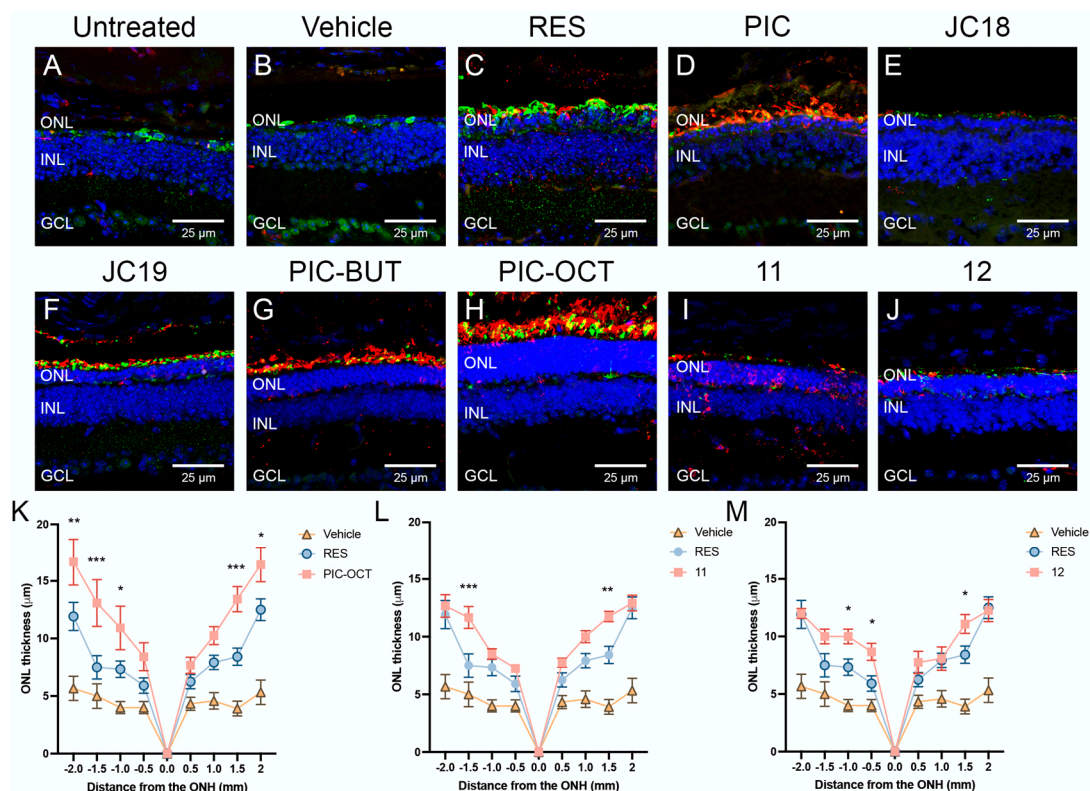 Untreated Vehicle RES PIC JC18
A B C D E
ONL ONL ONL ONL ONL
INL INL INL INL INL
GCL GCL GCL GCL GCL
25 µm 25 µm 25 µm 25 µm 25 µm
JC19 PIC-BUT PIC-OCT 11 12
F G H I J
ONL ONL ONL ONL ONL
INL INL INL INL INL
GCL GCL GCL GCL GCL
25 µm 25 µm 25 µm 25 µm 25 µm
K
ONL thickness (µm)
20
15
10
5
0
** *** * *** *
Vehicle
RES
PIC-OCT
-2.0 -1.5 -1.0 -0.5 0.0 0.5 1.0 1.5 2
Distance from the ONH (mm)
L
ONL thickness (µm)
20
15
10
5
0
*** **
Vehicle
RES
11
-2.0 -1.5 -1.0 -0.5 0.0 0.5 1.0 1.5 2
Distance from the ONH (mm)
M
ONL thickness (µm)
20
15
10
5
0
* * *
Vehicle
RES
12
-2.0 -1.5 -1.0 -0.5 0.0 0.5 1.0 1.5 2
Distance from the ONH (mm)